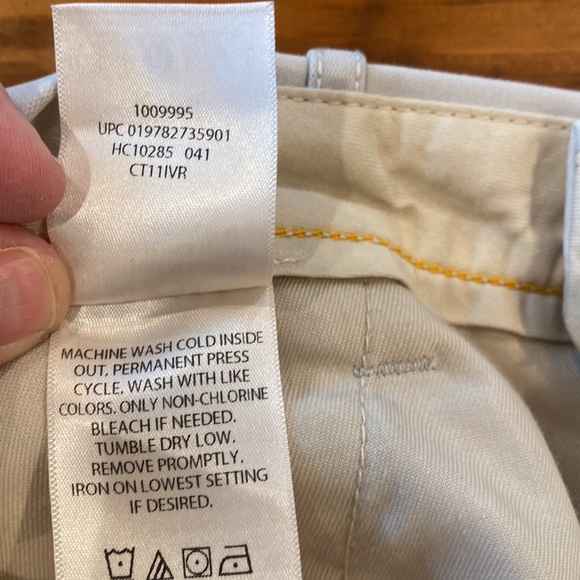 1009995
UPC 019782735901
HC10285 041
CT11IVR
MACHINE WASH COLD INSIDE
OUT, PERMANENT PRESS
CYCLE, WASH WITH LIKE
COLORS. ONLY NON-CHLORINE
BLEACH IF NEEDED.
TUMBLE DRY LOW.
REMOVE PROMPTLY.
IRON ON LOWEST SETTING
IF DESIRED.